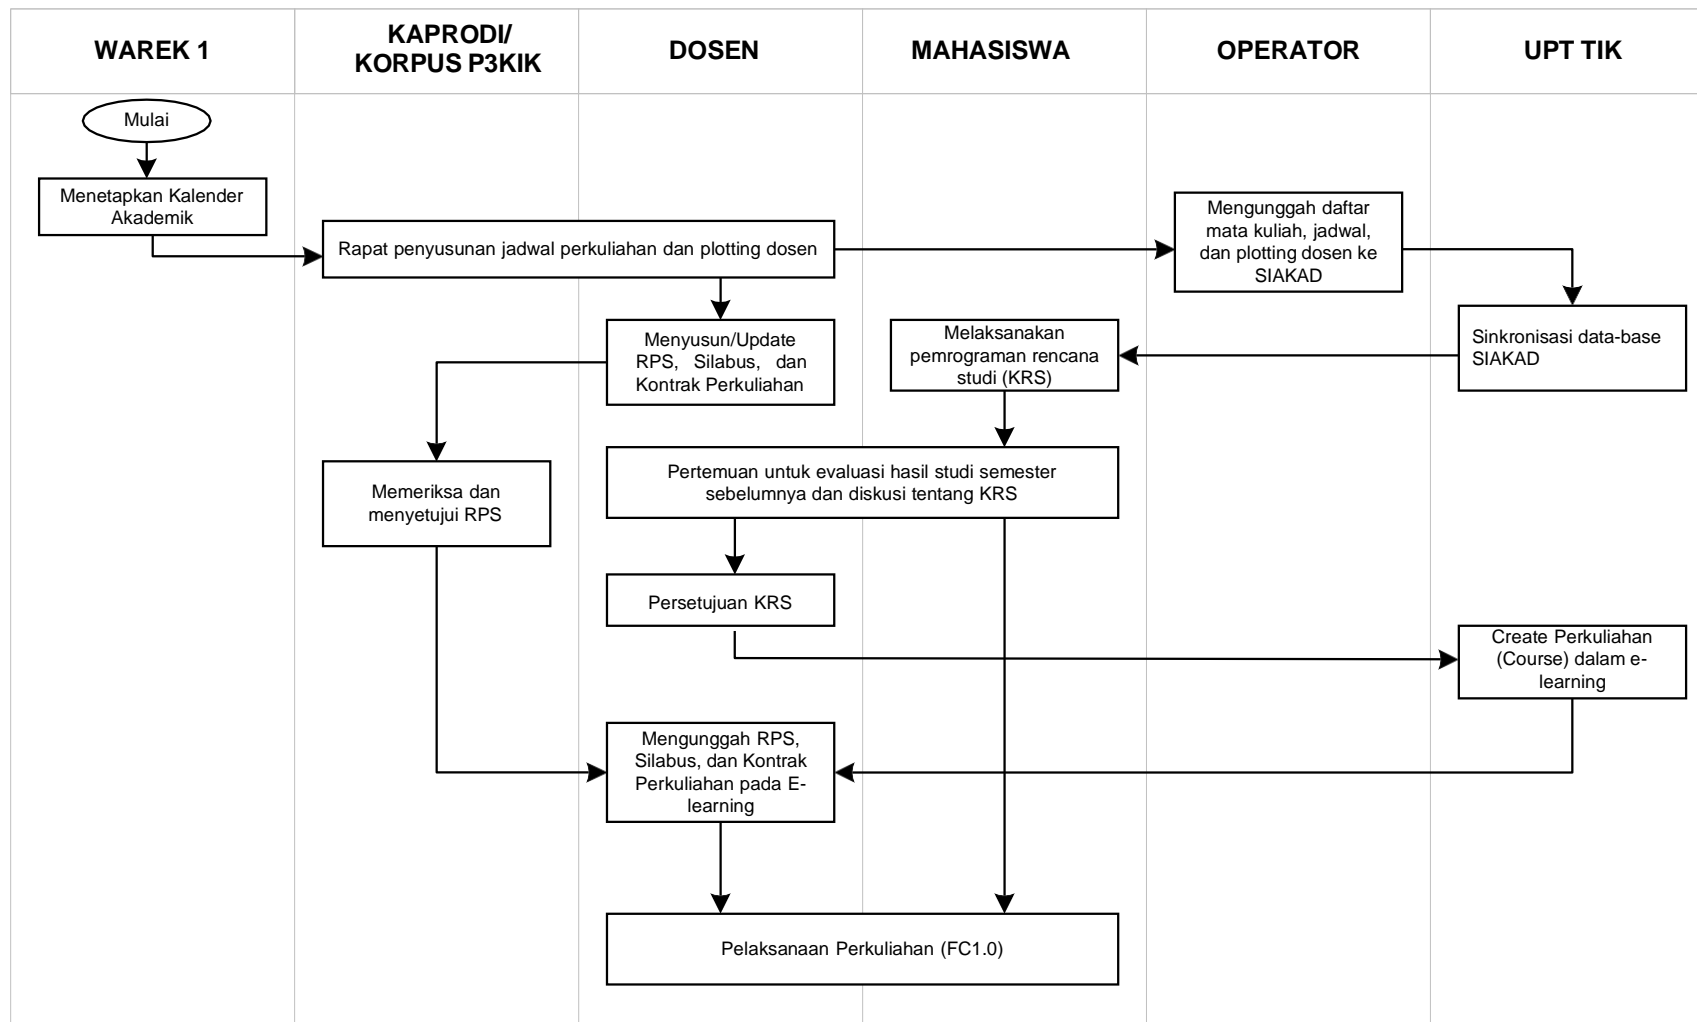 WAREK 1
KAPRODI/
KORPUS P3KIK
DOSEN
MAHASISWA
OPERATOR
UPT TIK
Mulai
Menetapkan Kalender
Akademik
Rapat penyusunan jadwal perkuliahan dan plotting dosen
Mengunggah daftar
mata kuliah, jadwal,
dan plotting dosen ke
SIAKAD
Menyusun/Update
RPS, Silabus, dan
Kontrak Perkuliahan
Melaksanakan
pemrograman rencana
studi (KRS)
Sinkronisasi data-base
SIAKAD
Memeriksa dan
menyetujui RPS
Pertemuan untuk evaluasi hasil studi semester
sebelumnya dan diskusi tentang KRS
Persetujuan KRS
Create Perkuliahan
(Course) dalam e-
learning
Mengunggah RPS,
Silabus, dan Kontrak
Perkuliahan pada E-
learning
Pelaksanaan Perkuliahan (FC1.0)